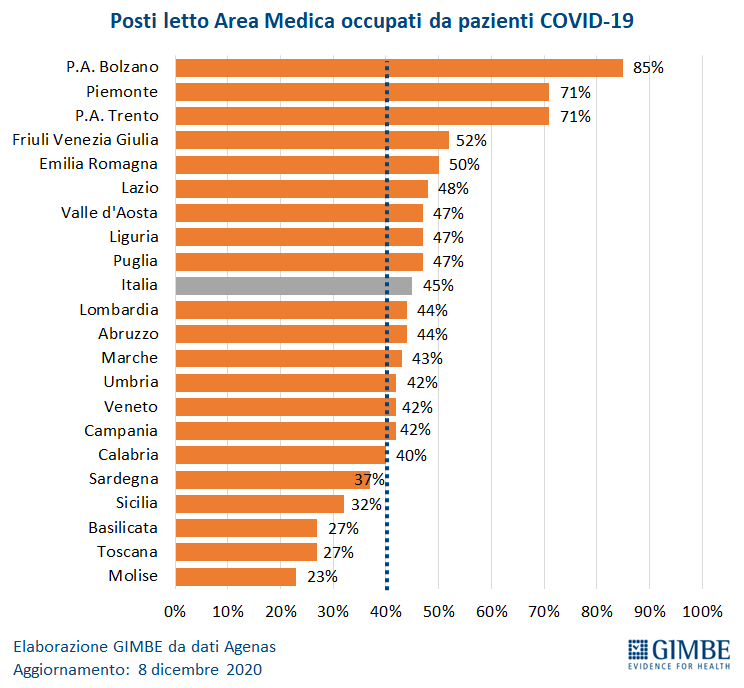 Posti letto Area Medica occupati da pazienti COVID-19
P.A. Bolzano 85%
Piemonte 71%
P.A. Trento 71%
Friuli Venezia Giulia 52%
Emilia Romagna 50%
Lazio 48%
Valle d'Aosta 47%
Liguria 47%
Puglia 47%
Italia 45%
Lombardia 44%
Abruzzo 44%
Marche 43%
Umbria 42%
Veneto 42%
Campania 42%
Calabria 40%
Sardegna 37%
Sicilia 32%
Basilicata 27%
Toscana 27%
Molise 23%
0% 10% 20% 30% 40% 50% 60% 70% 80% 90% 100%
Elaborazione GIMBE da dati Agenas
Aggiornamento: 8 dicembre 2020
GIMBE
EVIDENCE FOR HEALTH